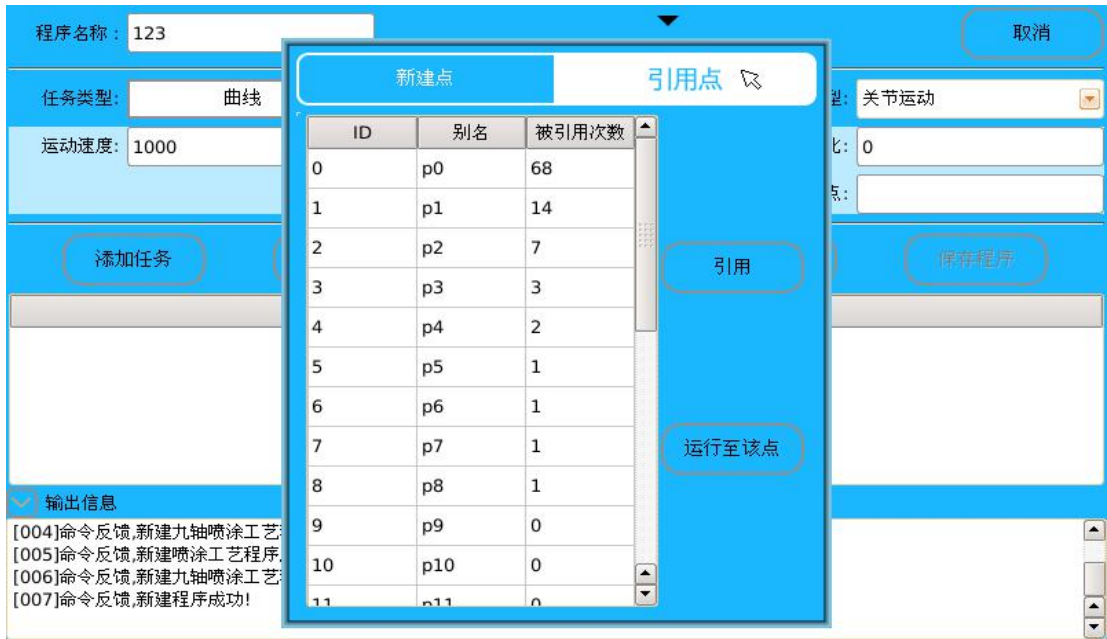 程序名称： 123
取消
新建点 引用点
任务类型: 曲线
型: 关节运动
运动速度: 1000
比: 0
点:
ID 别名 被引用次数
0 p0 68
1 p1 14
2 p2 7
3 p3 3
4 p4 2
5 p5 1
6 p6 1
7 p7 1
8 p8 1
9 p9 0
10 p10 0
11 p11 0
添加任务
引用
保存程序
运行至该点
输出信息
[004]命令反馈,新建九轴喷涂工艺
[005]命令反馈,新建喷涂工艺程序
[006]命令反馈,新建九轴喷涂工艺
[007]命令反馈,新建程序成功!